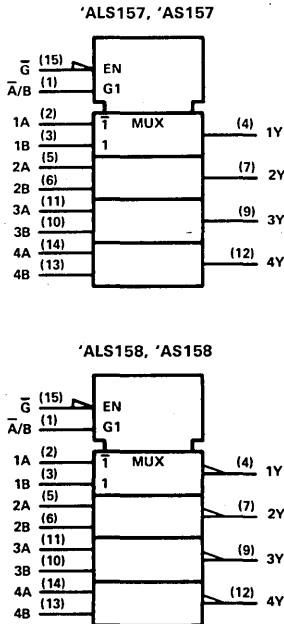 'ALS157, 'AS157
G̅ (15) EN
A̅/B (1) G1
1A (2) 1̅ MUX (4) 1Y
1B (3) 1
2A (5) (7) 2Y
2B (6)
3A (11) (9) 3Y
3B (10)
4A (14) (12) 4Y
4B (13)
'ALS158, 'AS158
G̅ (15) EN
A̅/B (1) G1
1A (2) 1̅ MUX (4) 1Y
1B (3) 1
2A (5) (7) 2Y
2B (6)
3A (11) (9) 3Y
3B (10)
4A (14) (12) 4Y
4B (13)